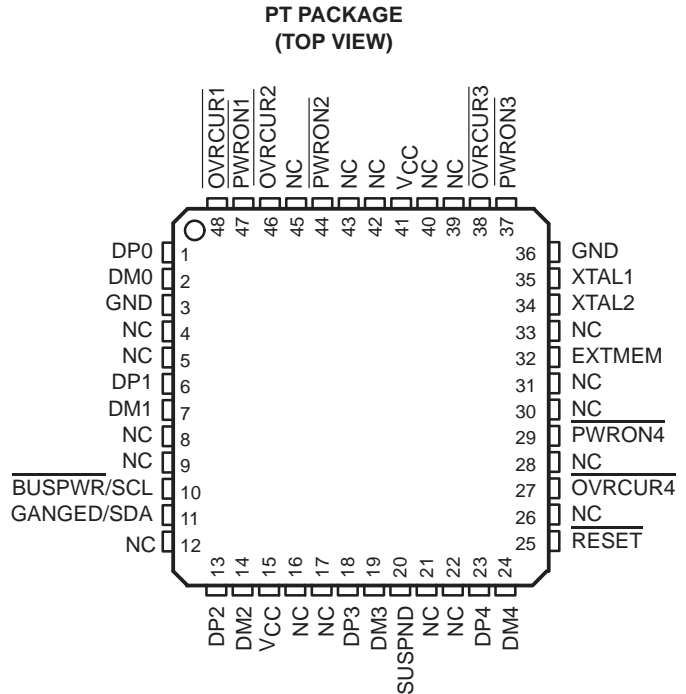 PT PACKAGE
(TOP VIEW)
OVRCUR1
PWRON1
OVRCUR2
NC
PWRON2
NC
NC
VCC
NC
NC
OVRCUR3
PWRON3
48
47
46
45
44
43
42
41
40
39
38
37
DP0 1
DM0 2
GND 3
NC 4
NC 5
DP1 6
DM1 7
NC 8
NC 9
BUSPWR/SCL 10
GANGED/SDA 11
NC 12
36 GND
35 XTAL1
34 XTAL2
33 NC
32 EXTMEM
31 NC
30 NC
29 PWRON4
28 NC
27 OVRCUR4
26 NC
25 RESET
13
14
15
16
17
18
19
20
21
22
23
24
DP2
DM2
VCC
NC
NC
DP3
DM3
SUSPND
NC
NC
DP4
DM4